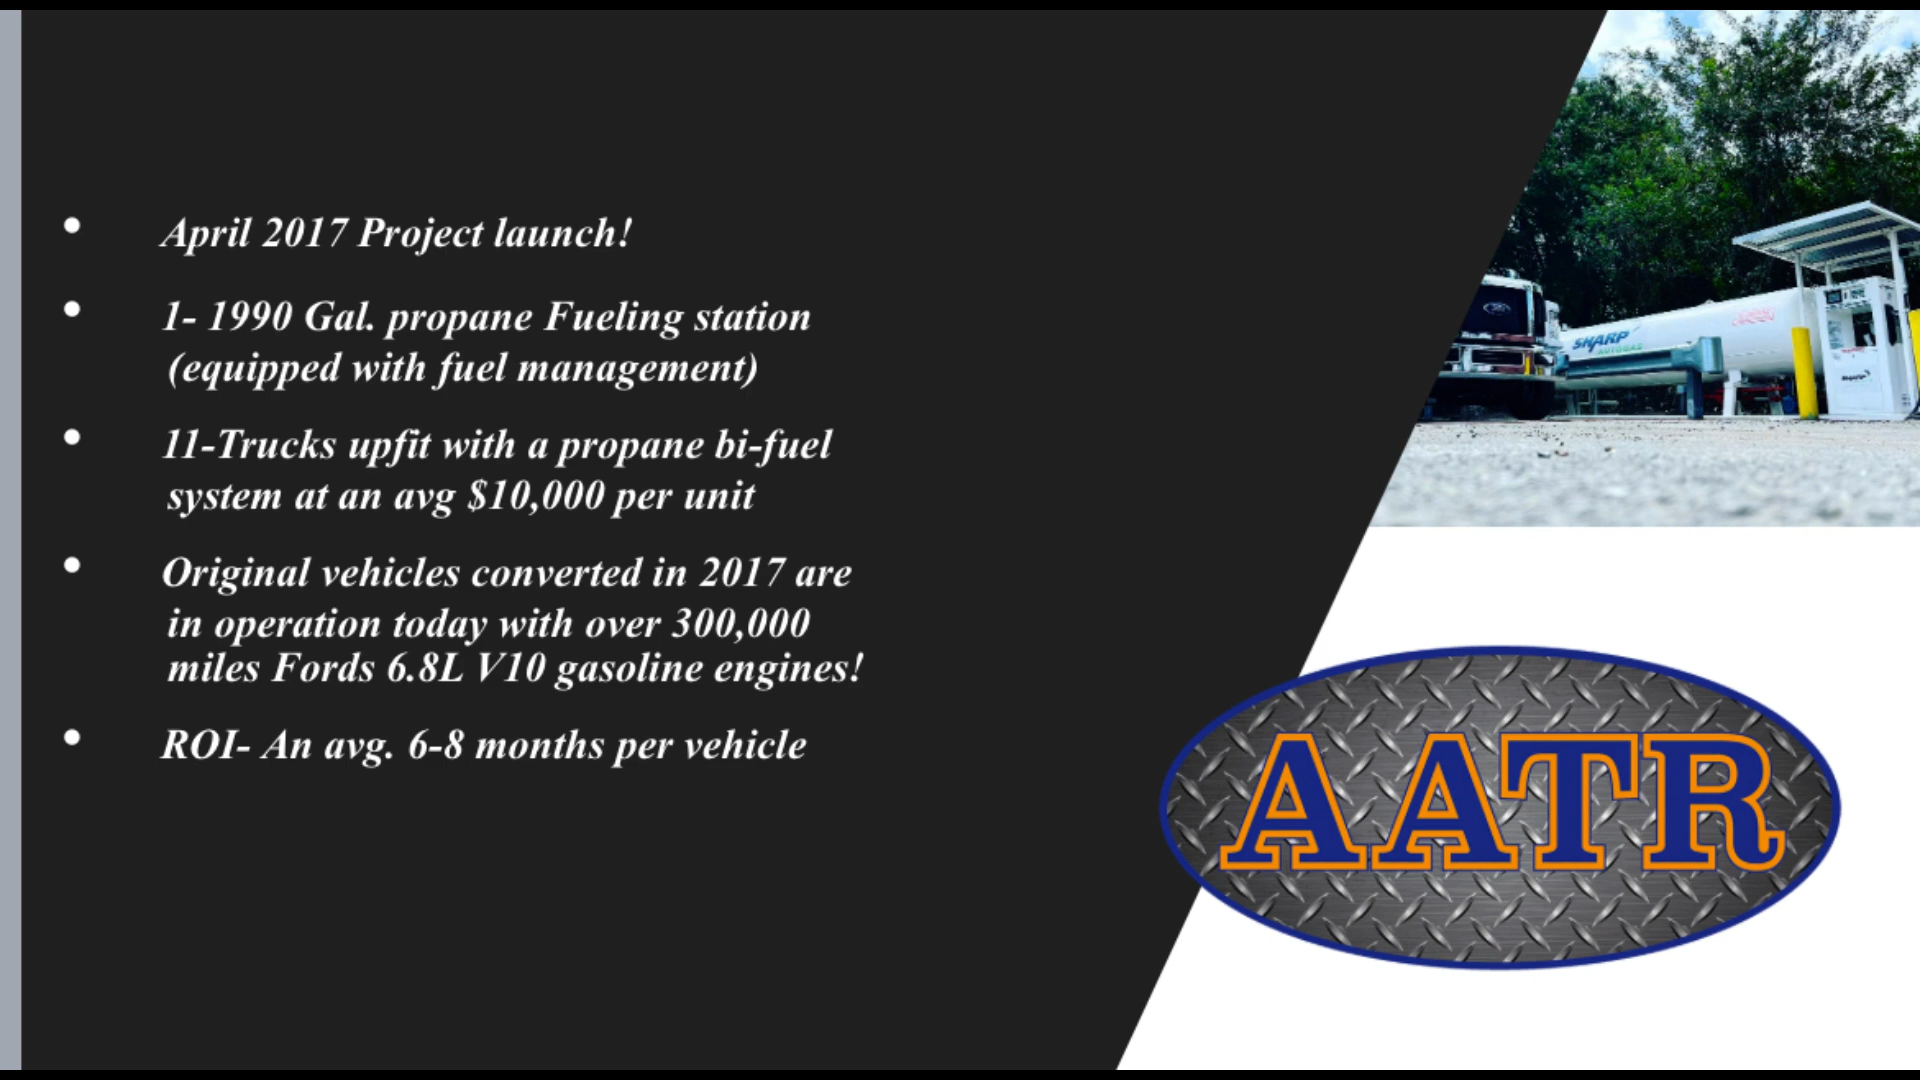 • April 2017 Project launch!
• 1- 1990 Gal. propane Fueling station
(equipped with fuel management)
• 11-Trucks upfit with a propane bi-fuel
system at an avg $10,000 per unit
• Original vehicles converted in 2017 are
in operation today with over 300,000
miles Fords 6.8L V10 gasoline engines!
• ROI- An avg. 6-8 months per vehicle
SHARP
AUTOGAS
AATR